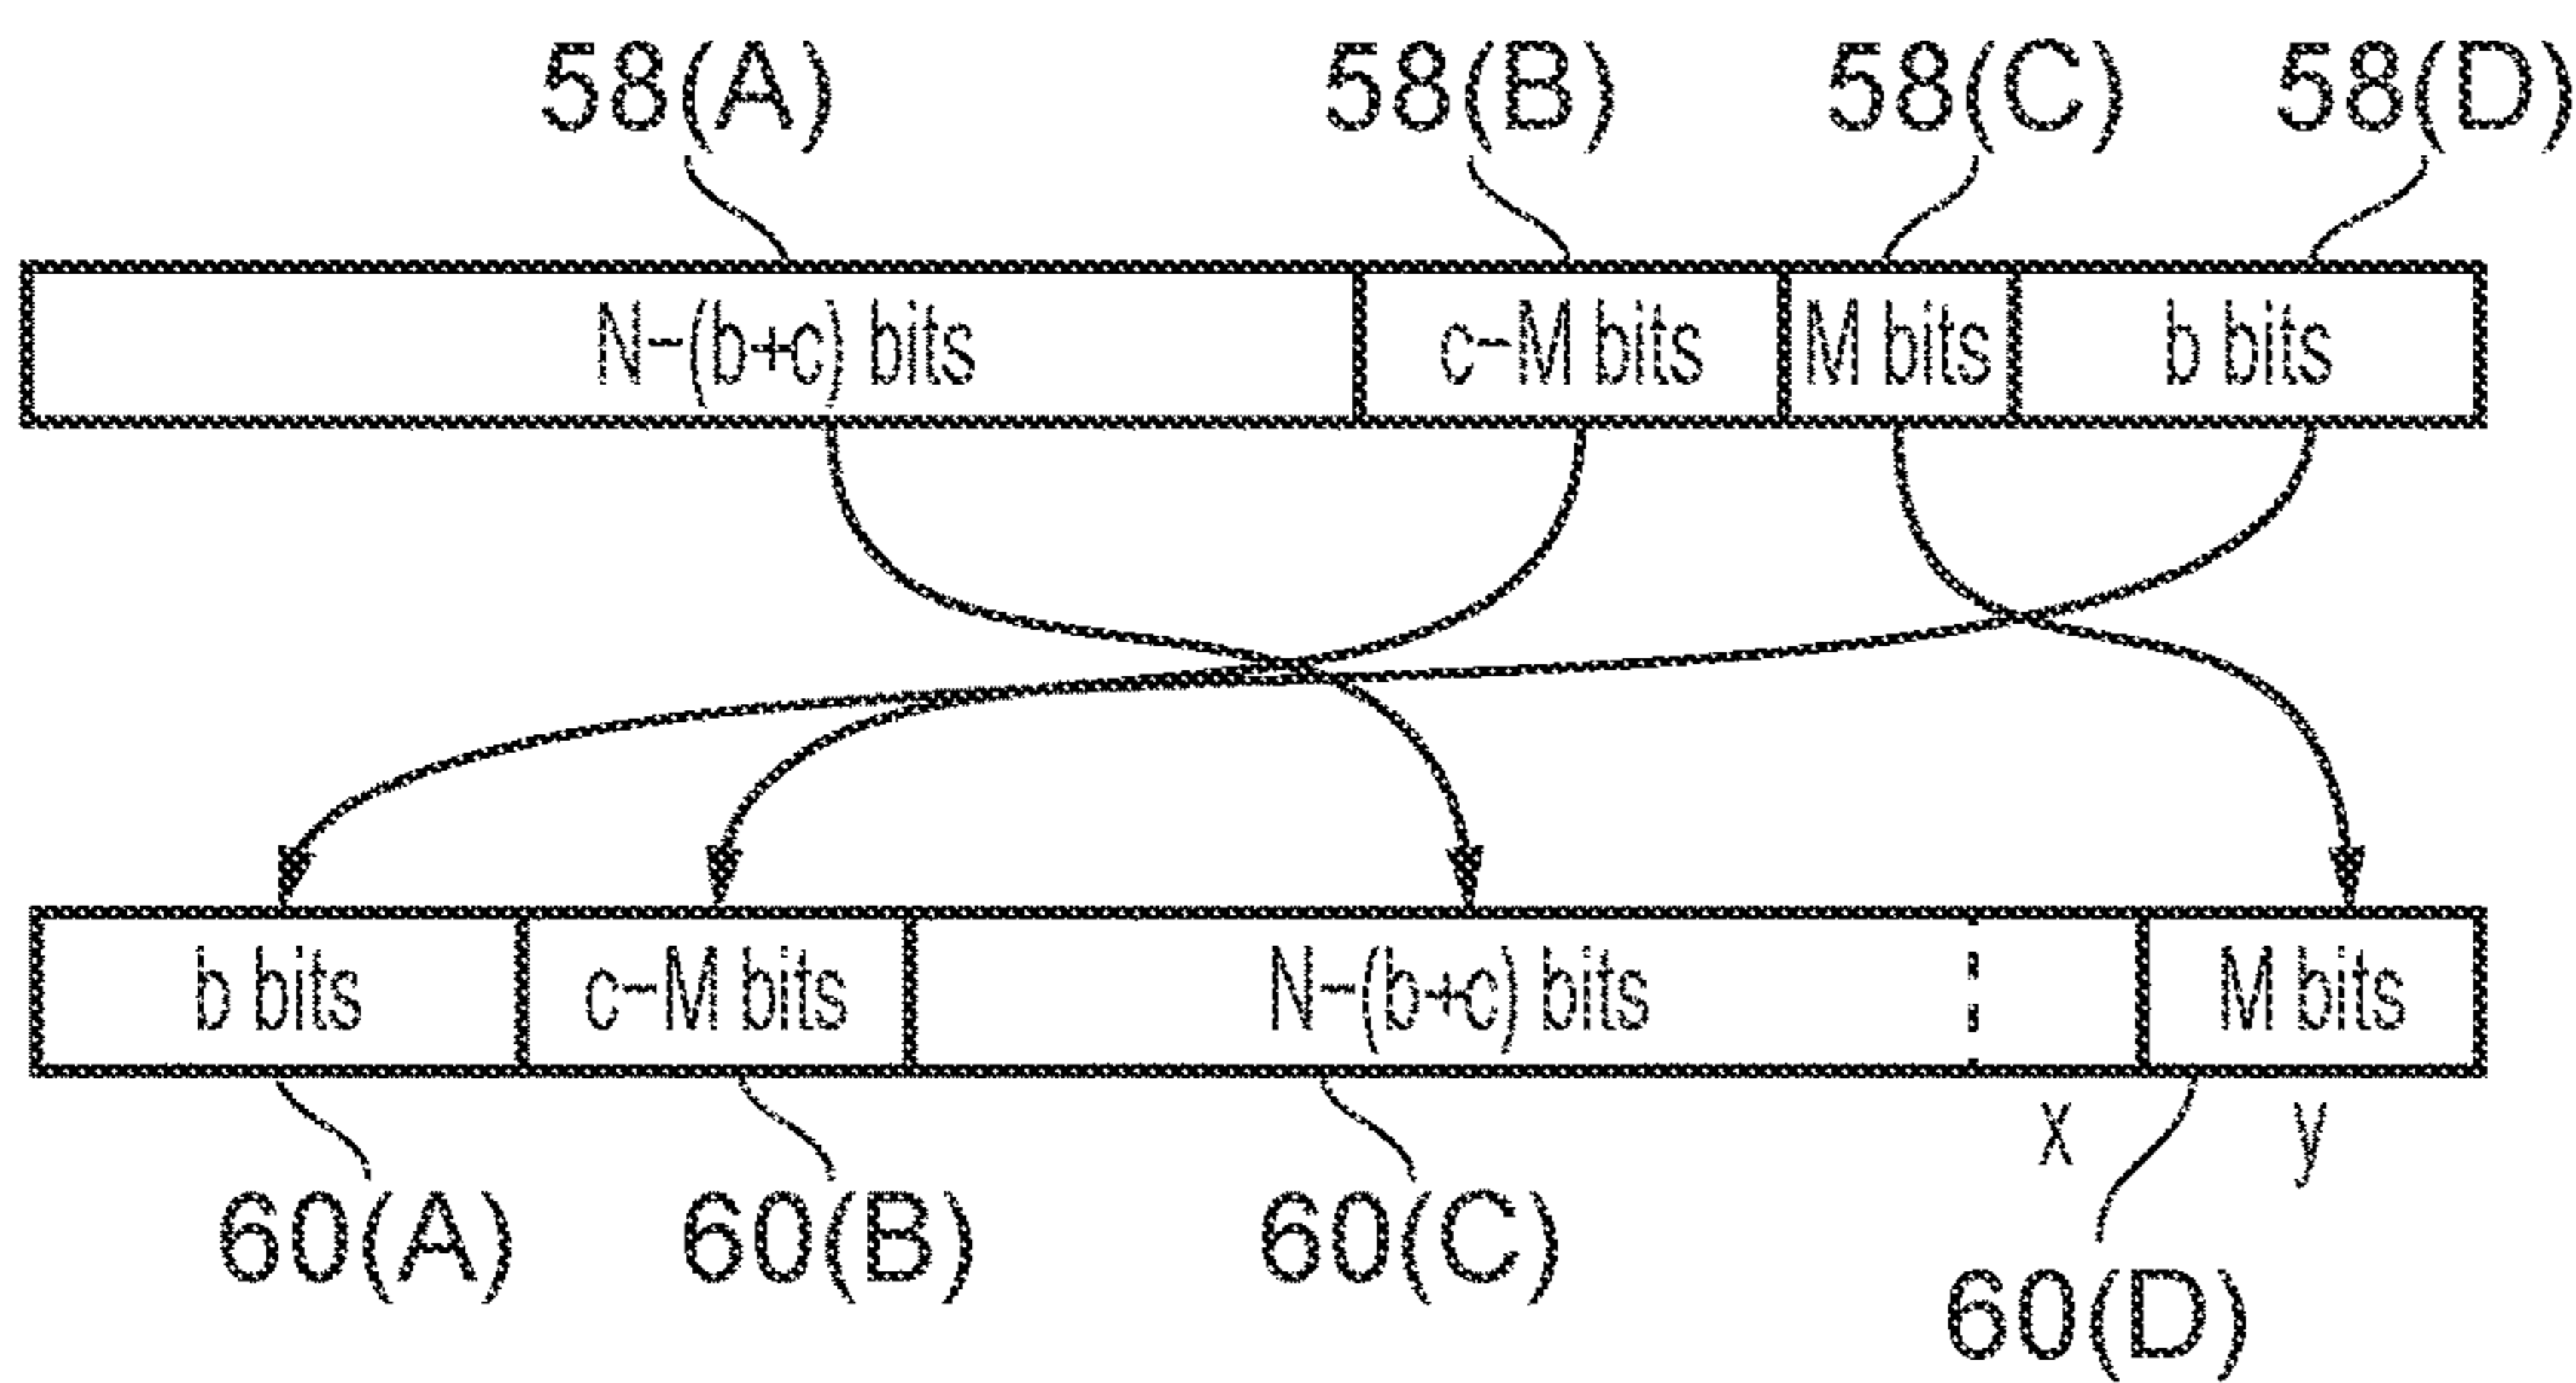 58(A) 58(B) 58(C) 58(D)
N-(b+c) bits c-M bits M bits b bits
b bits c-M bits N-(b+c) bits M bits
x y
60(A) 60(B) 60(C)
60(D)